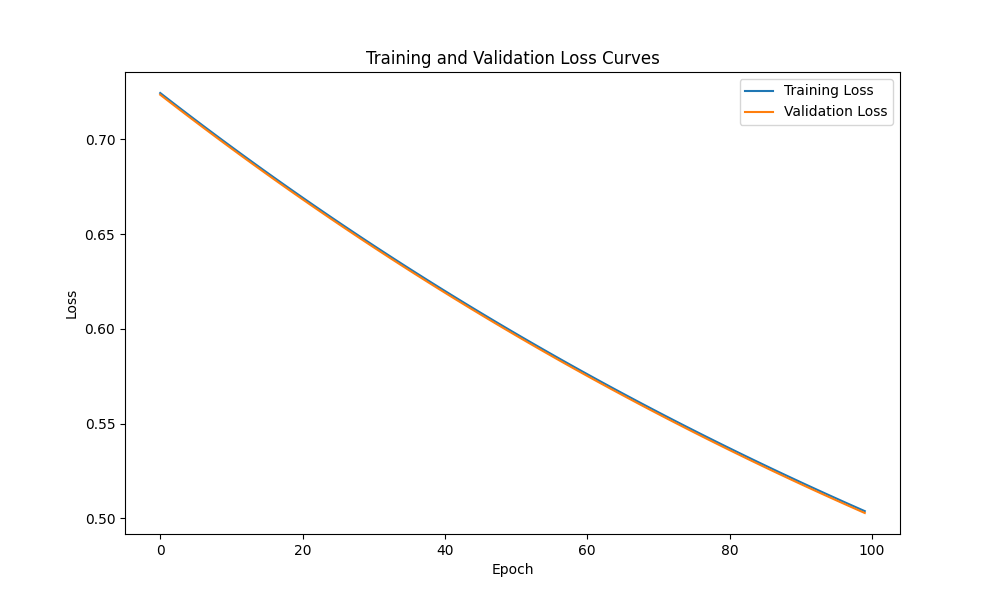 Training and Validation Loss Curves
Training Loss
Validation Loss
Loss
0.70
0.65
0.60
0.55
0.50
0 20 40 60 80 100
Epoch